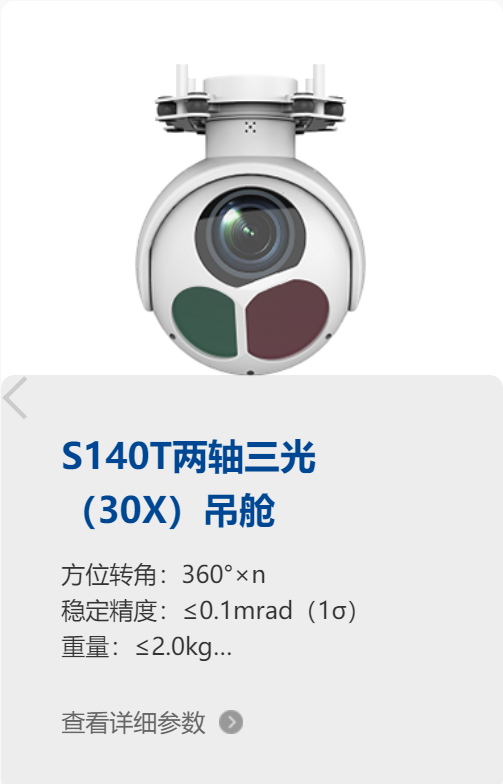 S140T两轴三光
（30X）吊舱
方位转角：360°×n
稳定精度：≤0.1mrad（1σ）
重量：≤2.0kg...
查看详细参数